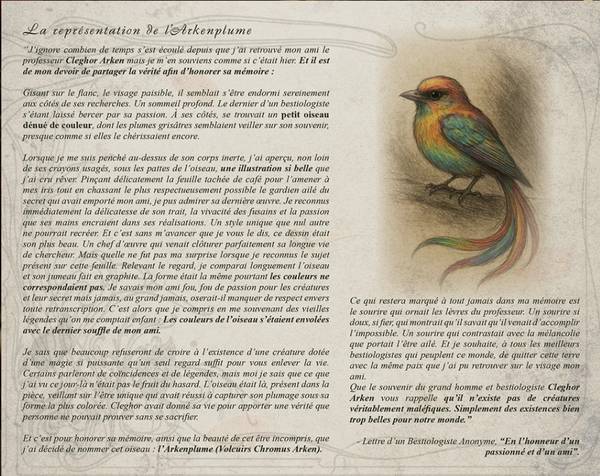 La représentation de l'Arkenplume
"J'ignore combien de temps s'est écoulé depuis que j'ai retrouvé mon ami le
professeur Cleghor Arken mais je m'en souviens comme si c'était hier. Et il est
de mon devoir de partager la vérité afin d'honorer sa mémoire :
Gisant sur le flanc, le visage paisible, il semblait s'être endormi sereinement
aux côtés de ses recherches. Un sommeil profond. Le dernier d'un bestiologiste
s'étant laissé bercer par sa passion. À ses côtés, se trouvait un petit oiseau
dénué de couleur, dont les plumes grisâtres semblaient veiller sur son souvenir,
presque comme si elles le chérissaient encore.
Lorsque je me suis penché au-dessus de son corps inerte, j'ai aperçu, non loin
de ses crayons usagés, sous les pattes de l'oiseau, une illustration si belle que
j'ai cru rêver. Pinçant délicatement la feuille tachée de café pour l'amener à
mes iris tout en chassant le plus respectueusement possible le gardien ailé du
secret qui avait emporté mon ami, je pus admirer sa dernière œuvre. Je reconnus
immédiatement la délicatesse de son trait, la vivacité des fusains et la passion
que ses mains encraient dans ses réalisations. Un style unique que nul autre
ne pourrait recréer. Et c'est sans m'avancer que je vous le dis, ce dessin était
son plus beau. Un chef d'œuvre qui venait clôturer parfaitement sa longue vie
de chercheur. Mais quelle ne fut pas ma surprise lorsque je reconnus le sujet
présent sur cette feuille. Relevant le regard, je comparai longuement l'oiseau
et son jumeau fait en graphite. La forme était la même pourtant les couleurs ne
correspondaient pas. Je savais mon ami fou, fou de passion pour les créatures
et leur secret mais jamais, au grand jamais, oserait-il manquer de respect envers
toute retranscription. C'est alors que je compris en me souvenant des vieilles
légendes qu'on me comptait enfant : Les couleurs de l'oiseau s'étaient envolées
avec le dernier souffle de mon ami.
Je sais que beaucoup refuseront de croire à l'existence d'une créature dotée
d'une magie si puissante qu'un seul regard suffit pour vous enlever la vie.
Certains parleront de coïncidences et de légendes, mais moi je sais que ce que
j'ai vu ce jour-là n'était pas le fruit du hasard. L'oiseau était là, présent dans la
pièce, veillant sur l'être unique qui avait réussi à capturer son plumage sous sa
forme la plus colorée. Cleghor avait donné sa vie pour apporter une vérité que
personne ne pouvait prouver sans se sacrifier.
Et c'est pour honorer sa mémoire, ainsi que la beauté de cet être incompris, que
j'ai décidé de nommer cet oiseau : l'Arkenplume (Volcuirs Chromus Arken).
Ce qui restera marqué à tout jamais dans ma mémoire est
le sourire qui ornait les lèvres du professeur. Un sourire si
doux, si fier, qui montrait qu'il savait qu'il venait d'accomplir
l'impossible. Un sourire qui contrastait avec la mélancolie
que portait l'être ailé. Et je souhaite, à tous les meilleurs
bestiologistes qui peuplent ce monde, de quitter cette terre
avec la même paix que j'ai pu retrouver sur le visage mon
ami.
Que le souvenir du grand homme et bestiologiste Cleghor
Arken vous rappelle qu'il n'existe pas de créatures
véritablement maléfiques. Simplement des existences bien
trop belles pour notre monde."
- Lettre d'un Bestiologiste Anonyme, "En l'honneur d'un
passionné et d'un ami".